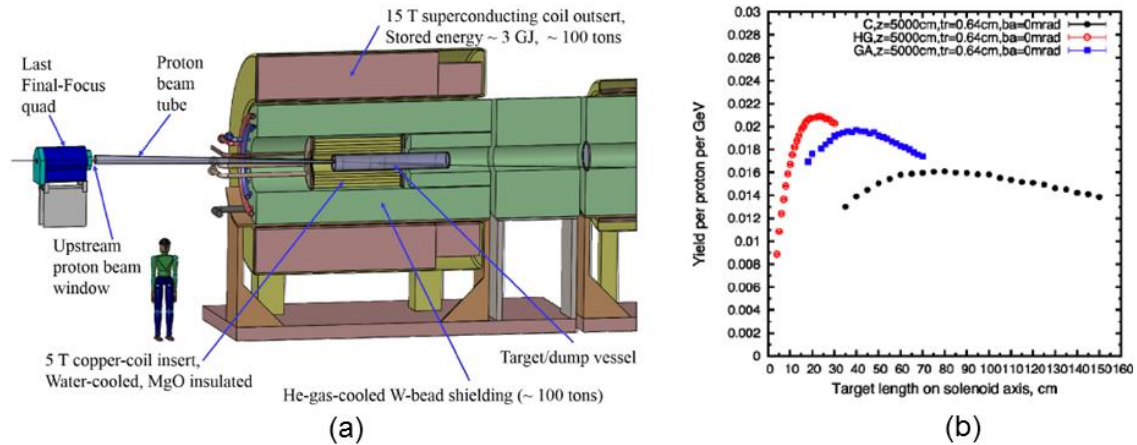 15 T superconducting coil outsert,
Stored energy ~ 3 GJ, ~ 100 tons
Last
Final-Focus
quad
Proton
beam
tube
Upstream
proton beam
window
5 T copper-coil insert,
Water-cooled, MgO insulated
Target/dump vessel
He-gas-cooled W-bead shielding (~ 100 tons)
(a)
C,z=5000cm,tr=0.64cm,ba=0mrad
HG,z=5000cm,tr=0.64cm,ba=0mrad
GA,z=5000cm,tr=0.64cm,ba=0mrad
Yield per proton per GeV
0.03
0.028
0.026
0.024
0.022
0.02
0.018
0.016
0.014
0.012
0.01
0.008
0.006
0.004
0.002
0
0 10 20 30 40 50 60 70 80 90 100 110 120 130 140 150 160
Target length on solenoid axis, cm
(b)